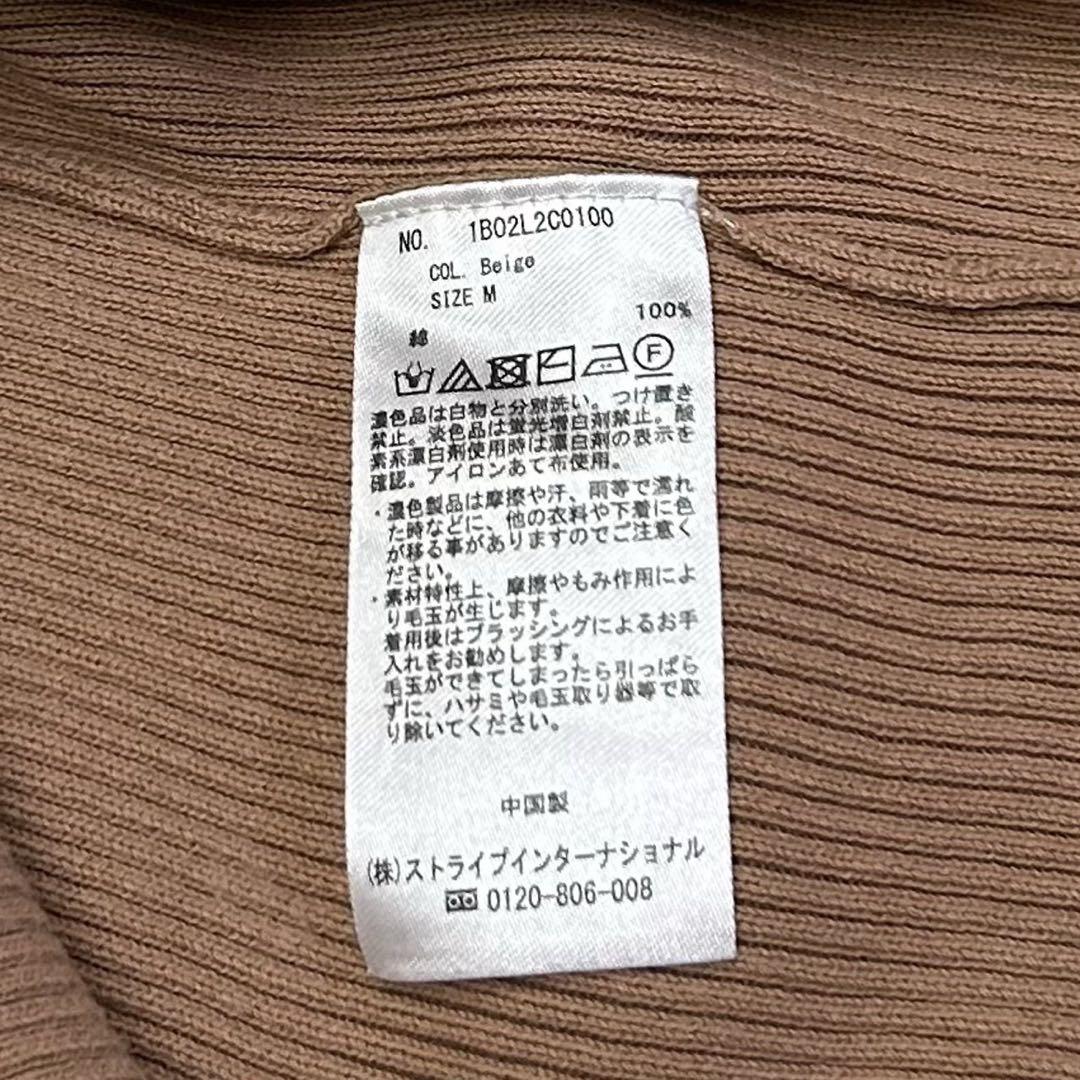 NO. 1B02L2C0100
COL. Beige
SIZE M
100%
綿
F
濃色品は白物と分別洗い。つけ置き
禁止。淡色品は蛍光増白剤禁止。酸
素系漂白剤使用時は漂白剤の表示を
確認。アイロンあて布使用。
・濃色製品は摩擦や汗、雨等で濡れ
た時などに、他の衣料や下着に色
が移る事がありますのでご注意く
ださい。
・素材特性上、摩擦やもみ作用によ
り毛玉が生じます。
着用後はブラッシングによるお手
入れをお勧めします。
毛玉ができてしまったら引っぱら
ずに、ハサミや毛玉取り器等で取
り除いてください。
中国製
(株)ストライプインターナショナル
0120-806-008